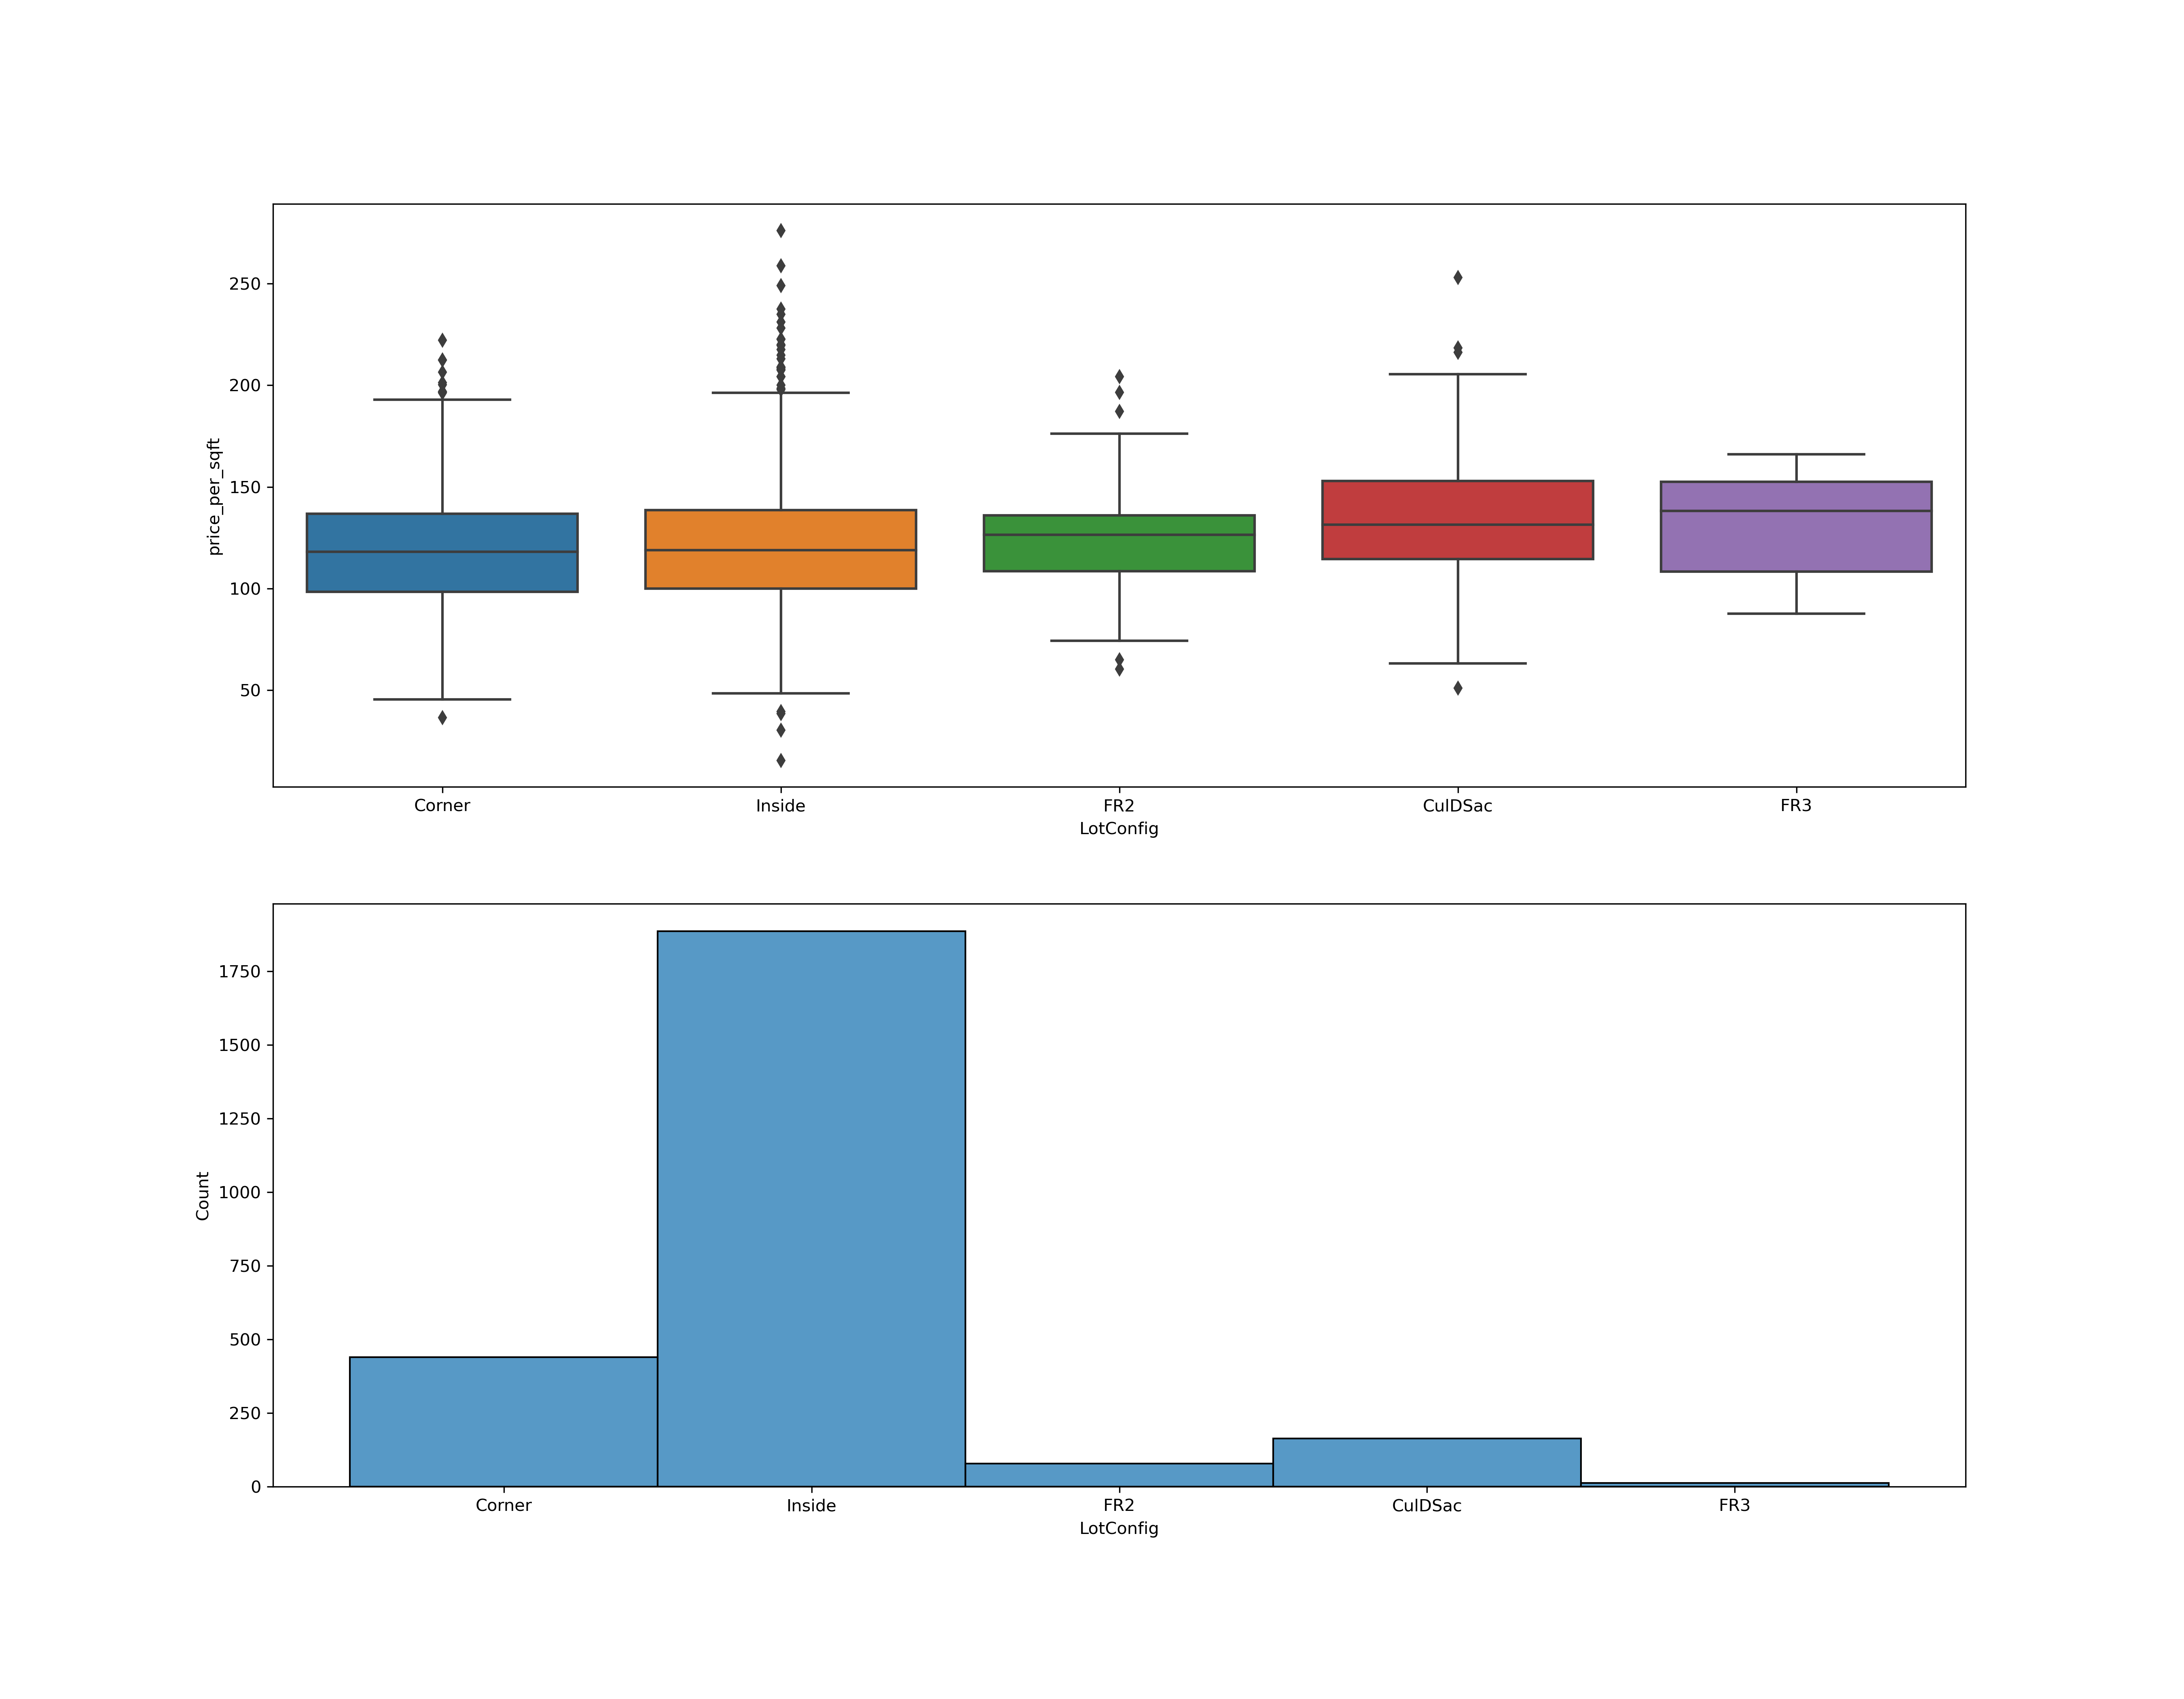 250
200
150
100
50
price_per_sqft
Corner Inside FR2 CulDSac FR3
LotConfig
1750
1500
1250
1000
750
500
250
0
Count
Corner Inside FR2 CulDSac FR3
LotConfig